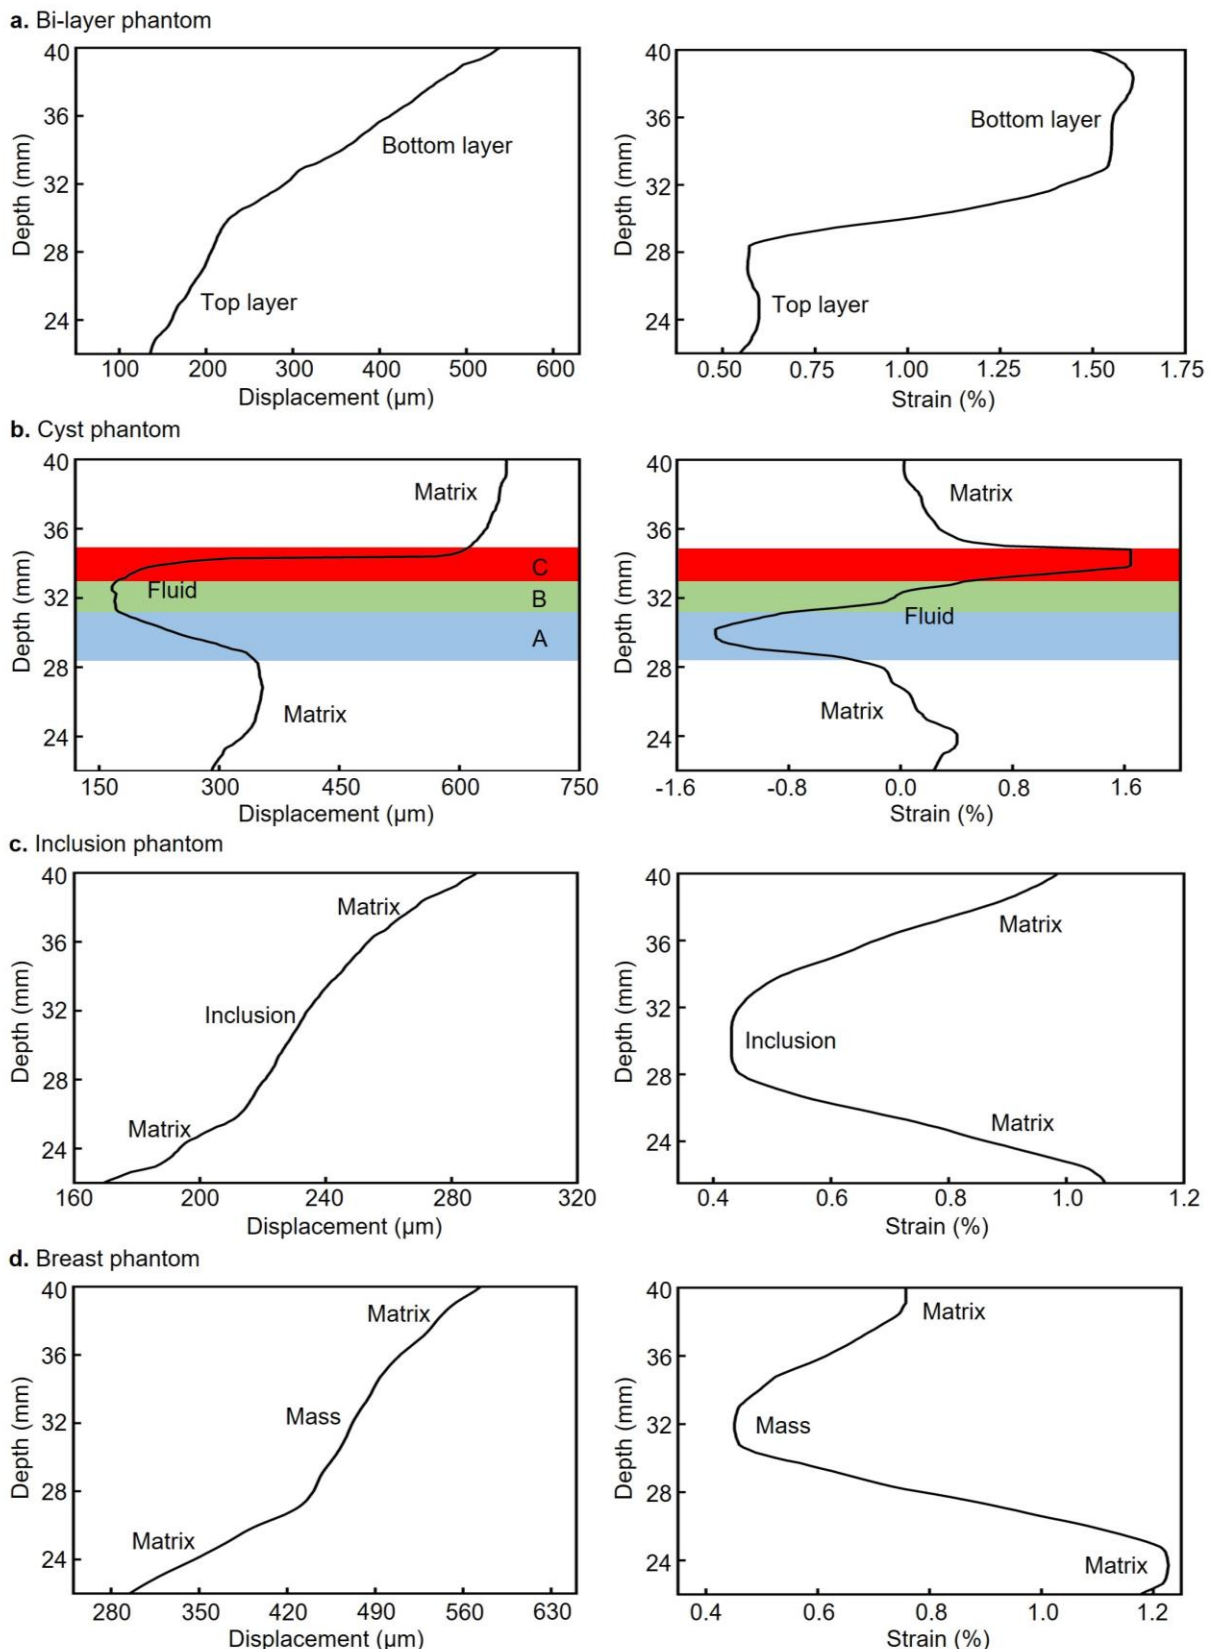 a. Bi-layer phantom
40
36
32
28
24
Depth (mm)
Bottom layer
Top layer
100 200 300 400 500 600
Displacement (µm)
40
36
32
28
24
Depth (mm)
Bottom layer
Top layer
0.50 0.75 1.00 1.25 1.50 1.75
Strain (%)
b. Cyst phantom
40
36
32
28
24
Depth (mm)
Matrix
C
Fluid
B
A
Matrix
150 300 450 600 750
Displacement (µm)
40
36
32
28
24
Depth (mm)
Matrix
Fluid
Matrix
-1.6 -0.8 0.0 0.8 1.6
Strain (%)
c. Inclusion phantom
40
36
32
28
24
Depth (mm)
Matrix
Inclusion
Matrix
160 200 240 280 320
Displacement (µm)
40
36
32
28
24
Depth (mm)
Matrix
Inclusion
Matrix
0.4 0.6 0.8 1.0 1.2
Strain (%)
d. Breast phantom
40
36
32
28
24
Depth (mm)
Matrix
Mass
Matrix
280 350 420 490 560 630
Displacement (µm)
40
36
32
28
24
Depth (mm)
Matrix
Mass
Matrix
0.4 0.6 0.8 1.0 1.2
Strain (%)